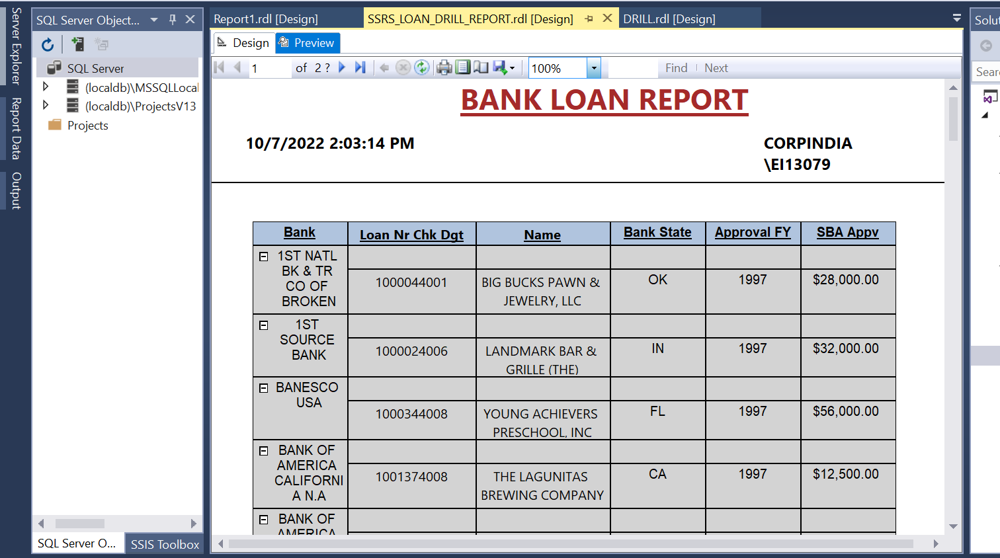 Server Explorer
Report Data
Output
SQL Server Object...
SQL Server
(localdb)\MSSQLLocal
(localdb)\ProjectsV13
Projects
SQL Server O...
SSIS Toolbox
Report1.rdl [Design]
SSRS_LOAN_DRILL_REPORT.rdl [Design]
DRILL.rdl [Design]
Design
Preview
1 of 2 ? 100% Find Next
BANK LOAN REPORT
10/7/2022 2:03:14 PM
CORPINDIA
\EI13079
Bank Loan Nr Chk Dgt Name Bank State Approval FY SBA Appv
1ST NATL
BK & TR
CO OF
BROKEN
1000044001
BIG BUCKS PAWN &
JEWELRY, LLC
OK
1997
$28,000.00
1ST
SOURCE
BANK
1000024006
LANDMARK BAR &
GRILLE (THE)
IN
1997
$32,000.00
BANESCO
USA
1000344008
YOUNG ACHIEVERS
PRESCHOOL, INC
FL
1997
$56,000.00
BANK OF
AMERICA
CALIFORNI
A N.A
1001374008
THE LAGUNITAS
BREWING COMPANY
CA
1997
$12,500.00
BANK OF
AMERICA
Solut
Sear